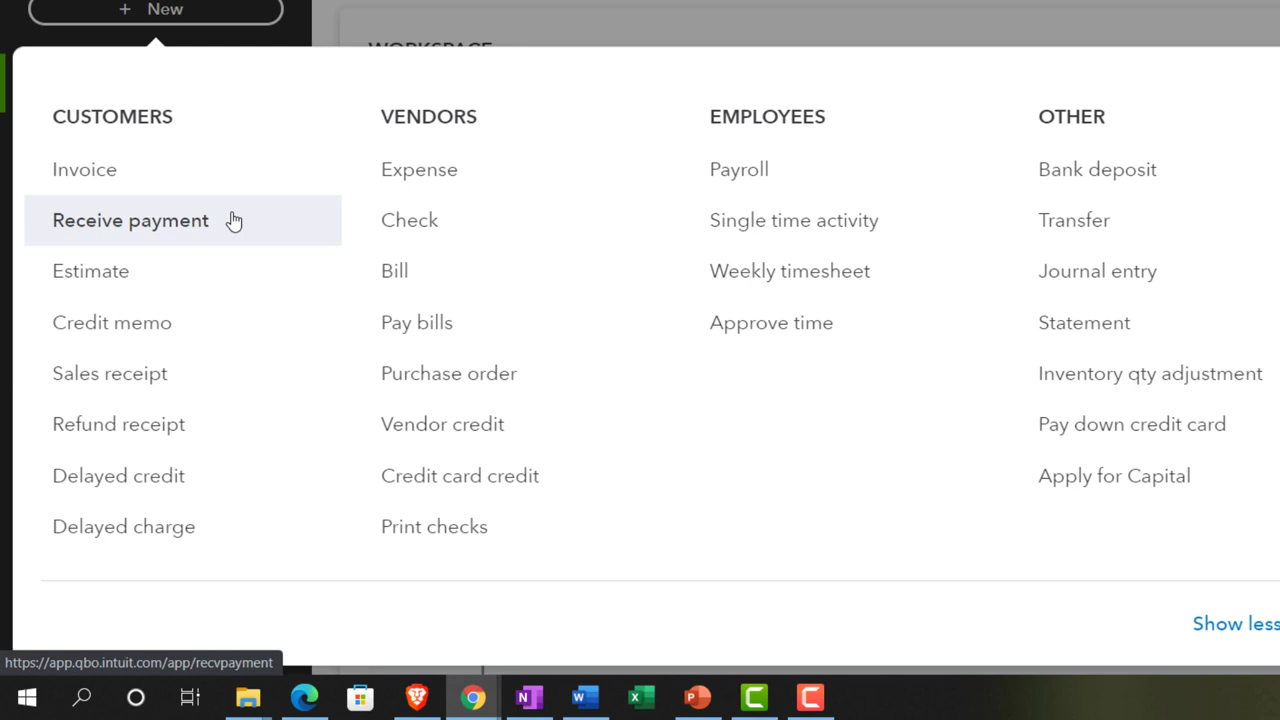 + New
WORKSPACE
CUSTOMERS
Invoice
Receive payment
Estimate
Credit memo
Sales receipt
Refund receipt
Delayed credit
Delayed charge
VENDORS
Expense
Check
Bill
Pay bills
Purchase order
Vendor credit
Credit card credit
Print checks
EMPLOYEES
Payroll
Single time activity
Weekly timesheet
Approve time
OTHER
Bank deposit
Transfer
Journal entry
Statement
Inventory qty adjustment
Pay down credit card
Apply for Capital
Show less
https://app.qbo.intuit.com/app/recvpayment
N
W
X
P
C
C